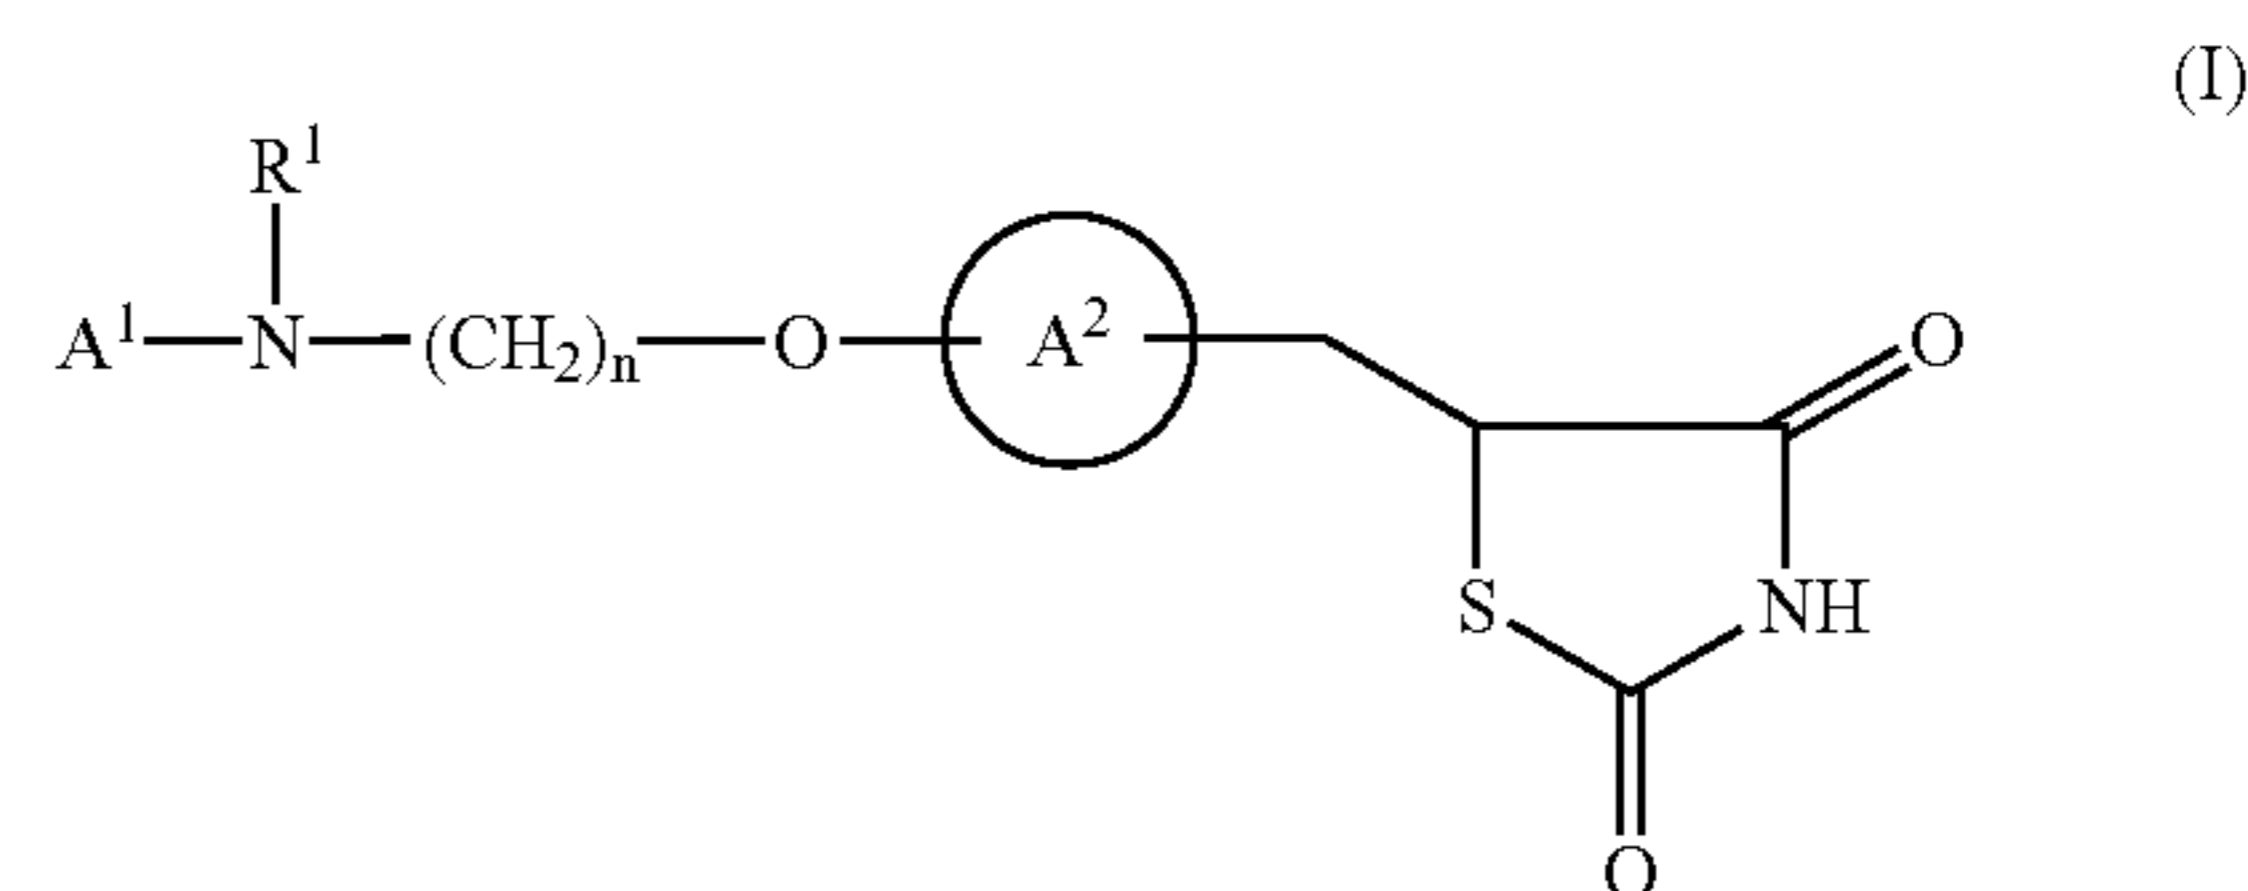 (I)
R¹
A¹ N (CH₂)ₙ O A² O
S NH
O